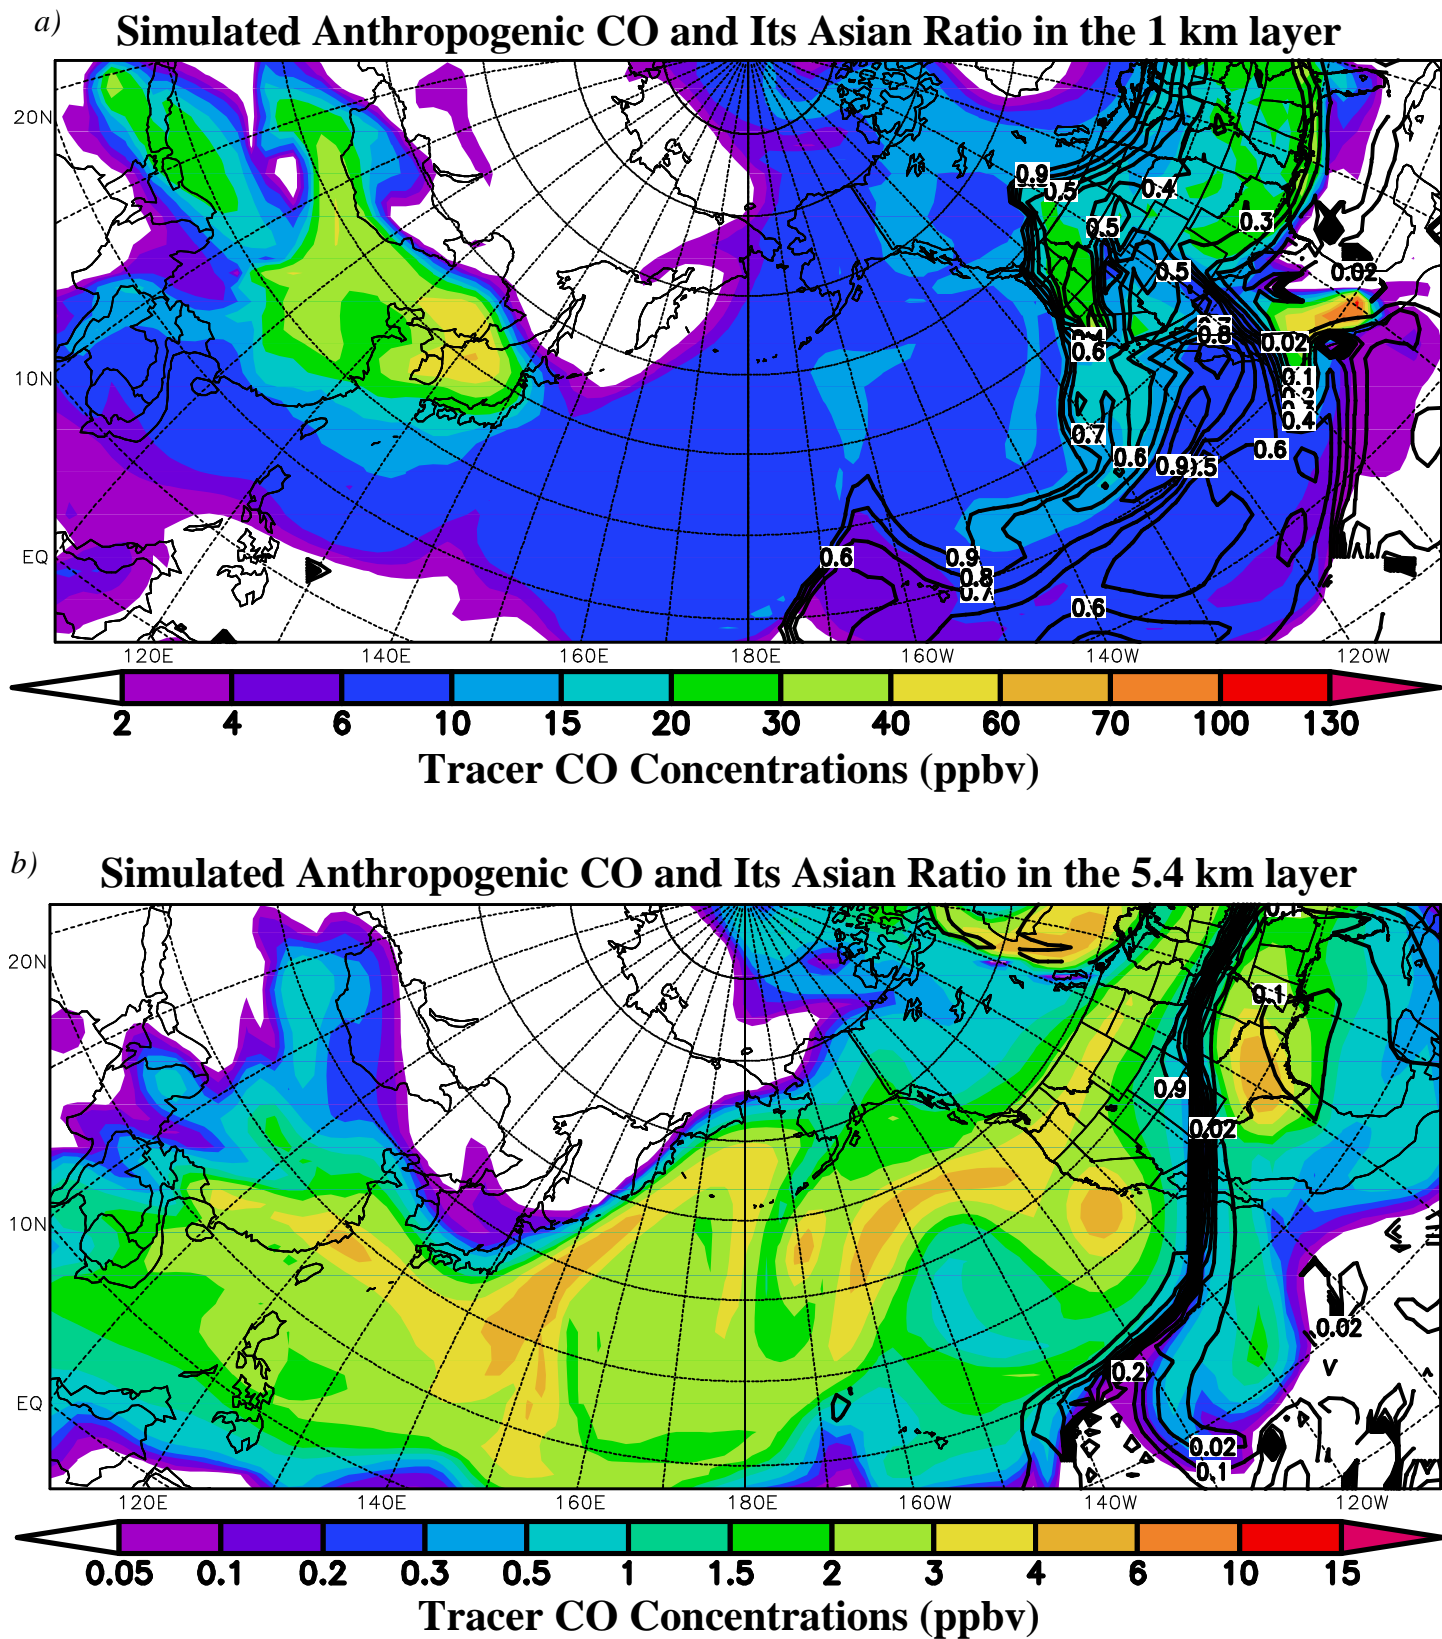 a)
Simulated Anthropogenic CO and Its Asian Ratio in the 1 km layer
20N
10N
EQ
0.9
0.5
0.4
0.5
0.3
0.5
0.02
0.8
0.6
0.02
0.1
0.4
0.7
0.6
0.9
0.6
0.6
0.9
0.8
0.7
0.6
120E 140E 160E 180E 160W 140W 120W
2 4 6 10 15 20 30 40 60 70 100 130
Tracer CO Concentrations (ppbv)
b)
Simulated Anthropogenic CO and Its Asian Ratio in the 5.4 km layer
20N
10N
EQ
0.1
0.1
0.9
0.02
0.02
0.2
0.02
0.1
120E 140E 160E 180E 160W 140W 120W
0.05 0.1 0.2 0.3 0.5 1 1.5 2 3 4 6 10 15
Tracer CO Concentrations (ppbv)